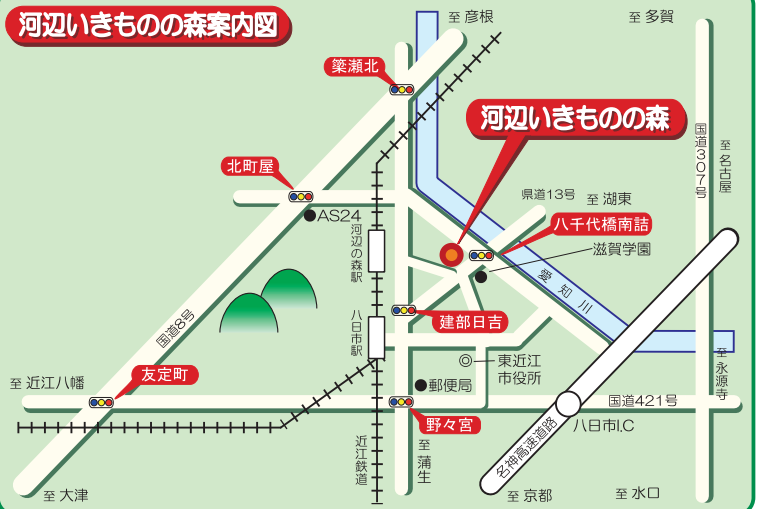 河辺いきものの森案内図
至 彦根
至 多賀
簗瀬北
河辺いきものの森
国道307号
至 名古屋
北町屋
県道13号
至 湖東
AS24
八千代橋南詰
滋賀学園
河辺の森駅
愛知川
国道8号
八日市駅
建部日吉
至 永源寺
東近江
市役所
至 近江八幡
友定町
郵便局
国道421号
野々宮
八日市I,C
近江鉄道
至 蒲生
名神高速道路
至 大津
至 京都
至 水口